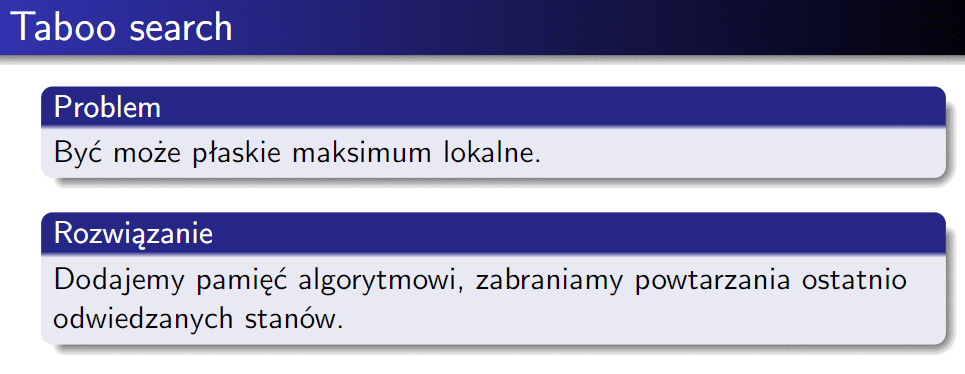 Taboo search
Problem
Być może płaskie maksimum lokalne.
Rozwiązanie
Dodajemy pamięć algorytmowi, zabraniamy powtarzania ostatnio
odwiedzanych stanów.